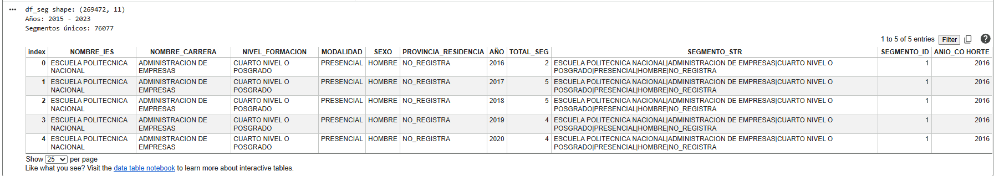 df_seg shape: (269472, 11)
Años: 2015 - 2023
Segmentos únicos: 76077
1 to 5 of 5 entries Filter
index NOMBRE_IES NOMBRE_CARRERA NIVEL_FORMACION MODALIDAD SEXO PROVINCIA_RESIDENCIA AÑO TOTAL_SEG SEGMENTO_STR SEGMENTO_ID ANIO_CO HORTE
0 ESCUELA POLITECNICA ADMINISTRACION DE CUARTO NIVEL O PRESENCIAL HOMBRE NO_REGISTRA 2016 2 ESCUELA POLITECNICA NACIONAL|ADMINISTRACION DE EMPRESAS|CUARTO NIVEL O 1 2016
NACIONAL EMPRESAS POSGRADO POSGRADO|PRESENCIAL|HOMBRE|NO_REGISTRA
1 ESCUELA POLITECNICA ADMINISTRACION DE CUARTO NIVEL O PRESENCIAL HOMBRE NO_REGISTRA 2017 5 ESCUELA POLITECNICA NACIONAL|ADMINISTRACION DE EMPRESAS|CUARTO NIVEL O 1 2016
NACIONAL EMPRESAS POSGRADO POSGRADO|PRESENCIAL|HOMBRE|NO_REGISTRA
2 ESCUELA POLITECNICA ADMINISTRACION DE CUARTO NIVEL O PRESENCIAL HOMBRE NO_REGISTRA 2018 5 ESCUELA POLITECNICA NACIONAL|ADMINISTRACION DE EMPRESAS|CUARTO NIVEL O 1 2016
NACIONAL EMPRESAS POSGRADO POSGRADO|PRESENCIAL|HOMBRE|NO_REGISTRA
3 ESCUELA POLITECNICA ADMINISTRACION DE CUARTO NIVEL O PRESENCIAL HOMBRE NO_REGISTRA 2019 4 ESCUELA POLITECNICA NACIONAL|ADMINISTRACION DE EMPRESAS|CUARTO NIVEL O 1 2016
NACIONAL EMPRESAS POSGRADO POSGRADO|PRESENCIAL|HOMBRE|NO_REGISTRA
4 ESCUELA POLITECNICA ADMINISTRACION DE CUARTO NIVEL O PRESENCIAL HOMBRE NO_REGISTRA 2020 4 ESCUELA POLITECNICA NACIONAL|ADMINISTRACION DE EMPRESAS|CUARTO NIVEL O 1 2016
NACIONAL EMPRESAS POSGRADO POSGRADO|PRESENCIAL|HOMBRE|NO_REGISTRA
Show 25 per page
Like what you see? Visit the data table notebook to learn more about interactive tables.